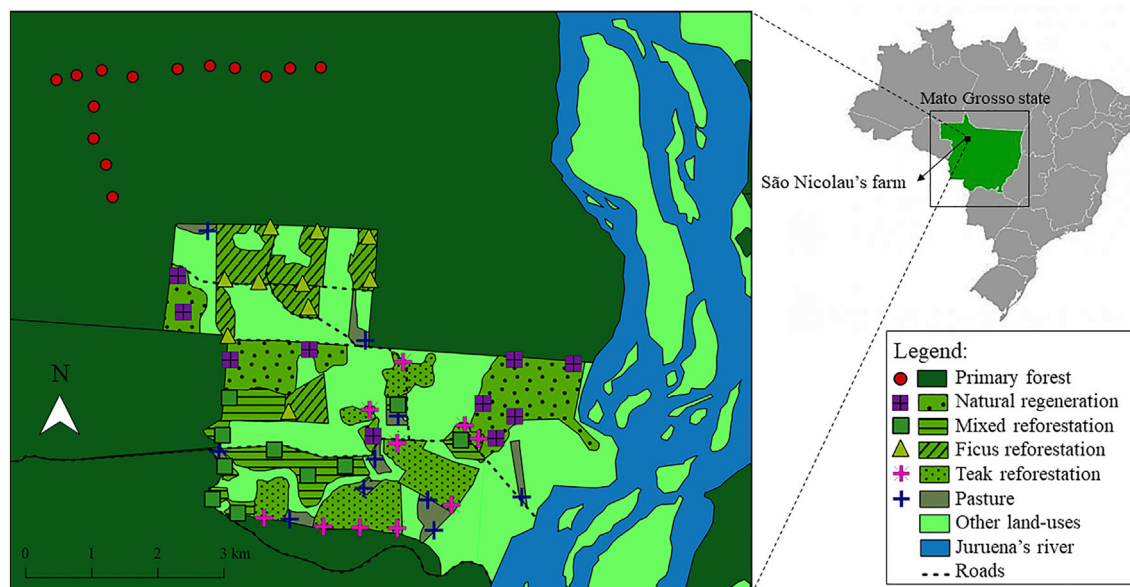 Mato Grosso state
São Nicolau's farm
N
0 1 2 3 km
Legend:
Primary forest
Natural regeneration
Mixed reforestation
Ficus reforestation
Teak reforestation
Pasture
Other land-uses
Juruena's river
Roads